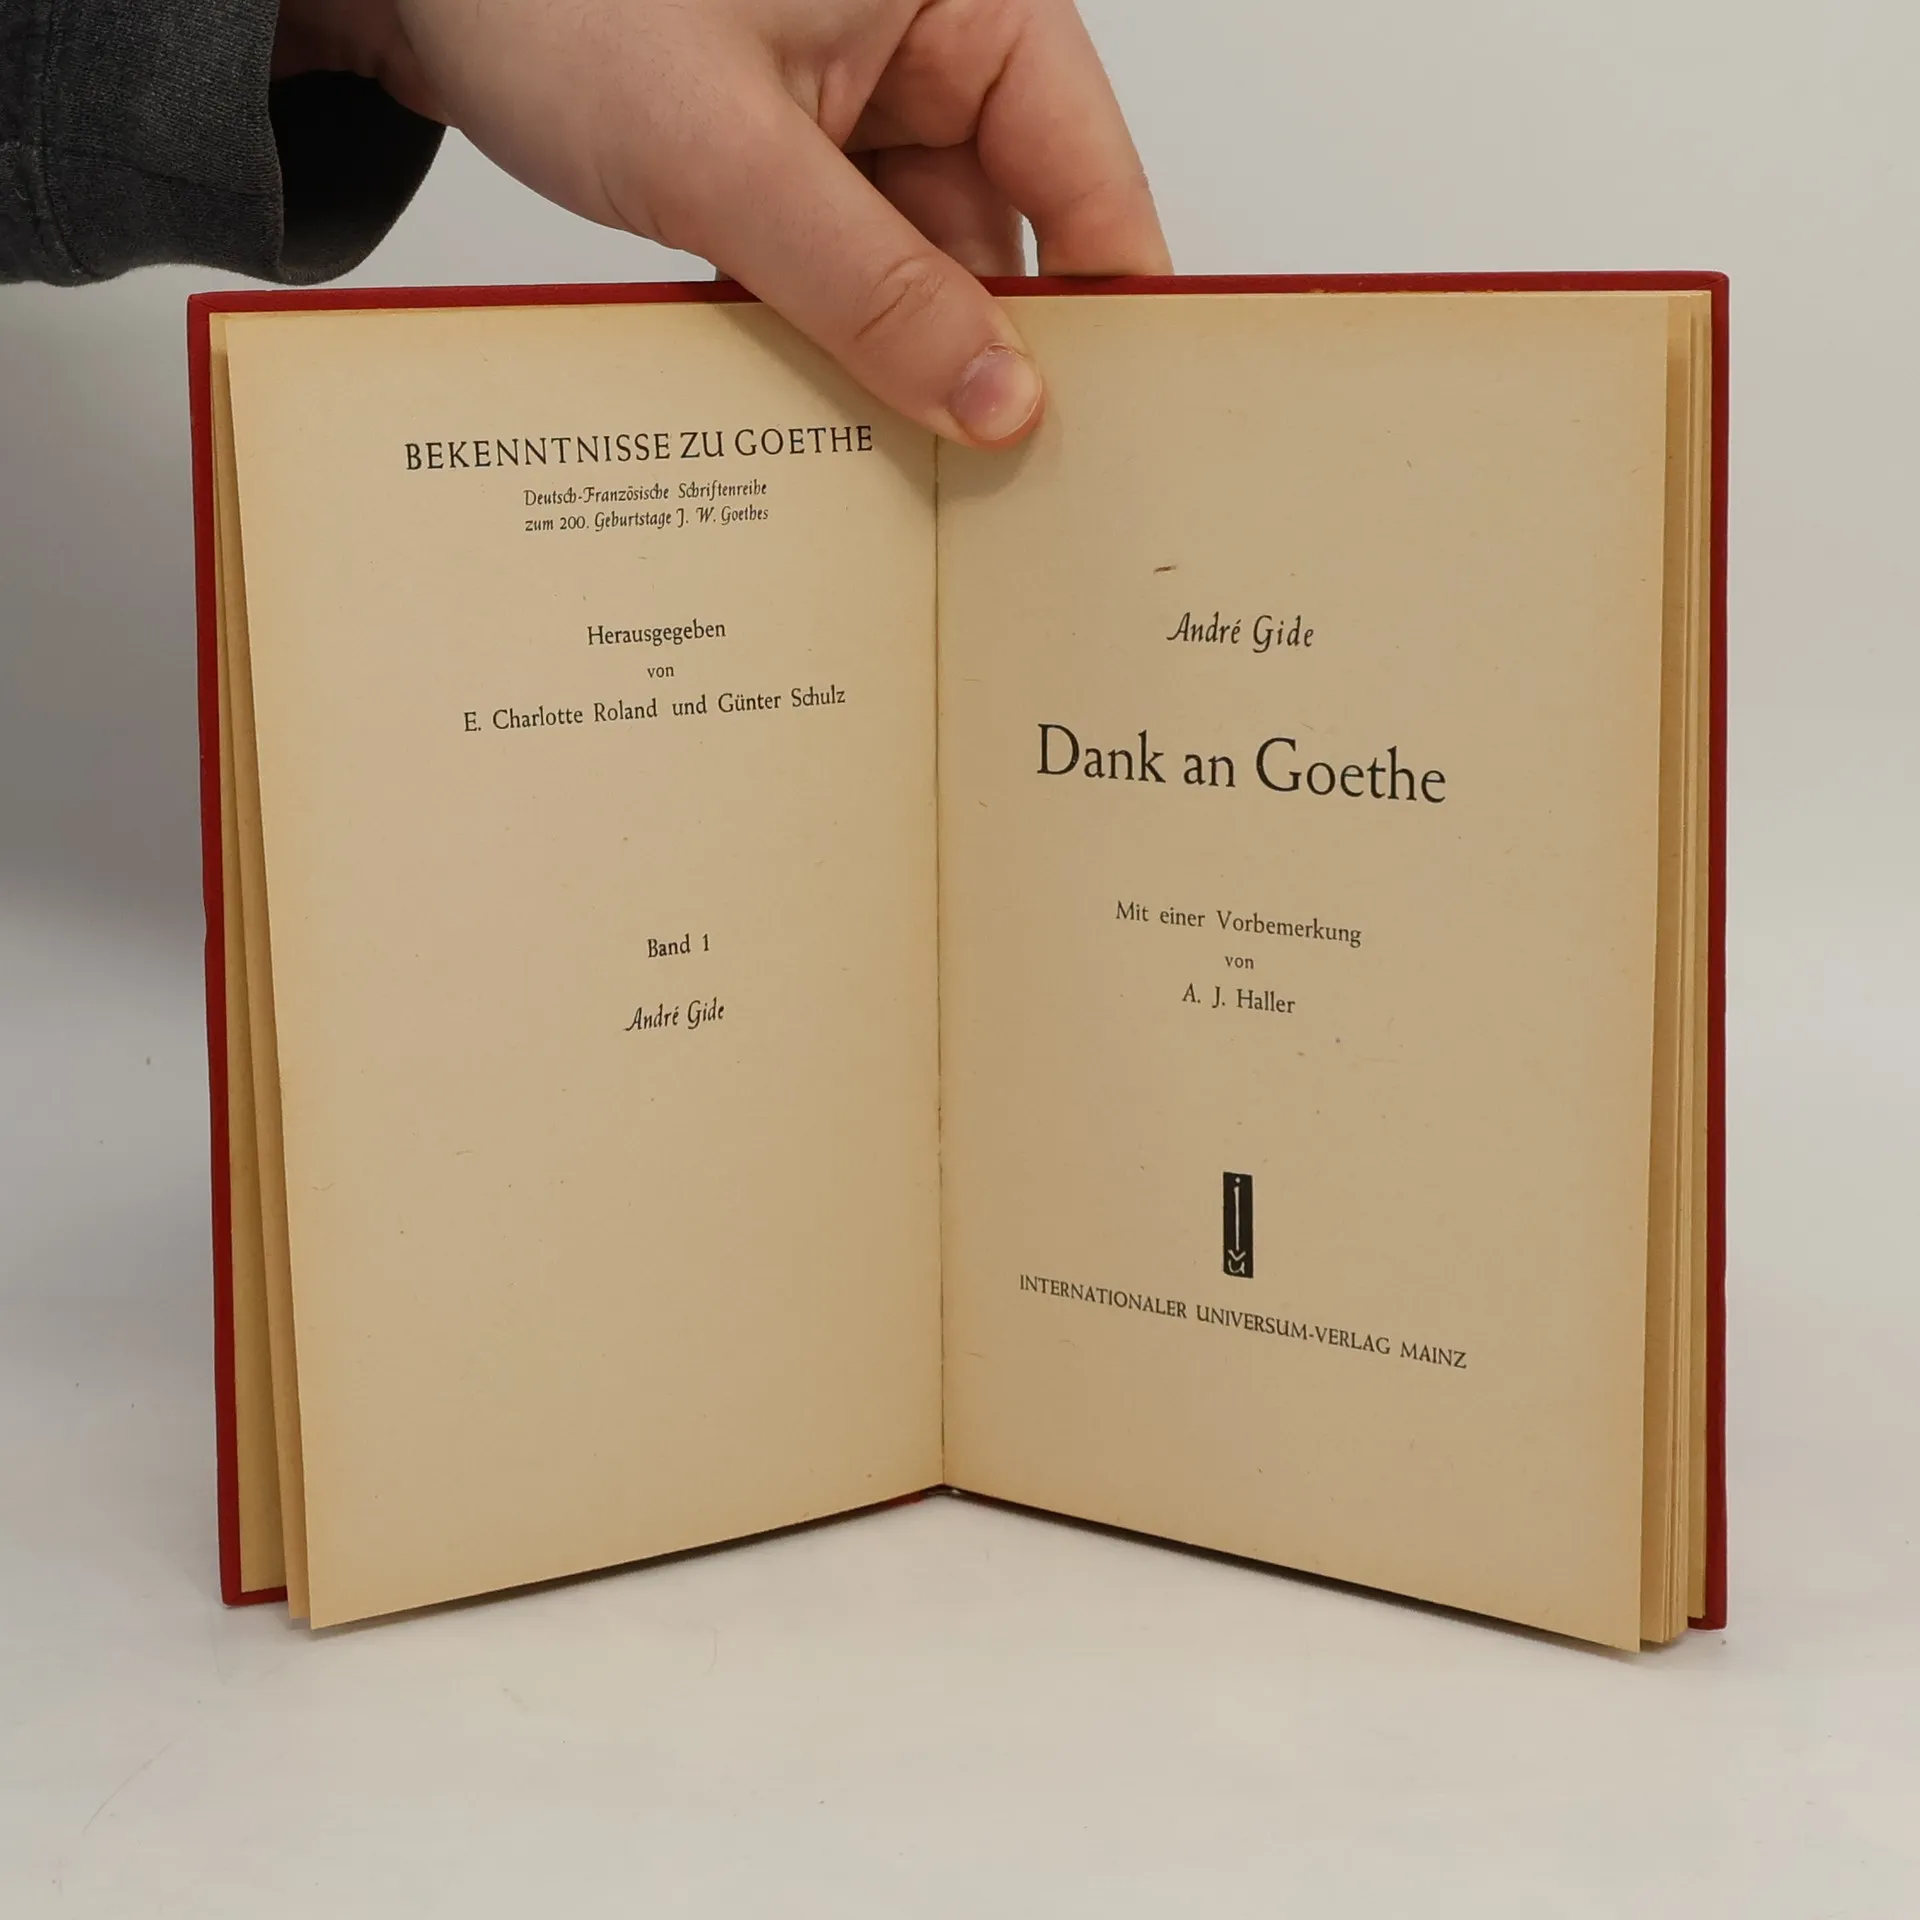 BEKENNTNISSE ZU GOETHE
Deutsch-Französische Schriftenreihe
zum 200. Geburtstage J. W. Goethes
Herausgegeben
von
E. Charlotte Roland und Günter Schulz
Band 1
André Gide
André Gide
Dank an Goethe
Mit einer Vorbemerkung
von
A. J. Haller
ivu
INTERNATIONALER UNIVERSUM-VERLAG MAINZ